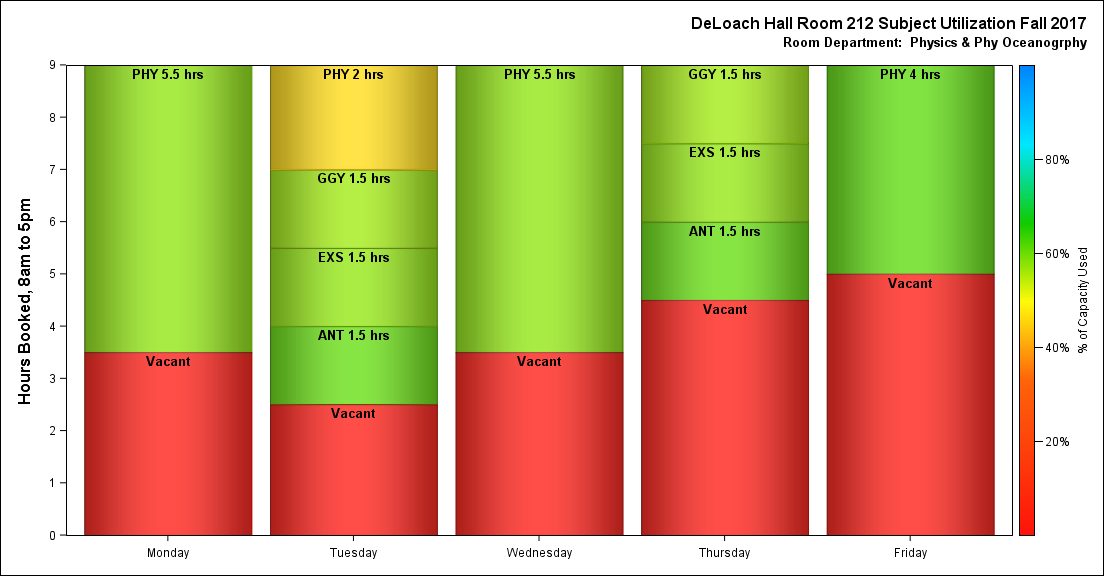 DeLoach Hall Room 212 Subject Utilization Fall 2017
Room Department:  Physics & Phy Oceanogrphy
Hours Booked, 8am to 5pm
9
8
7
6
5
4
3
2
1
0
PHY 5.5 hrs
Vacant
PHY 2 hrs
GGY 1.5 hrs
EXS 1.5 hrs
ANT 1.5 hrs
Vacant
PHY 5.5 hrs
Vacant
GGY 1.5 hrs
EXS 1.5 hrs
ANT 1.5 hrs
Vacant
PHY 4 hrs
Vacant
Monday
Tuesday
Wednesday
Thursday
Friday
80%
60%
40%
20%
% of Capacity Used